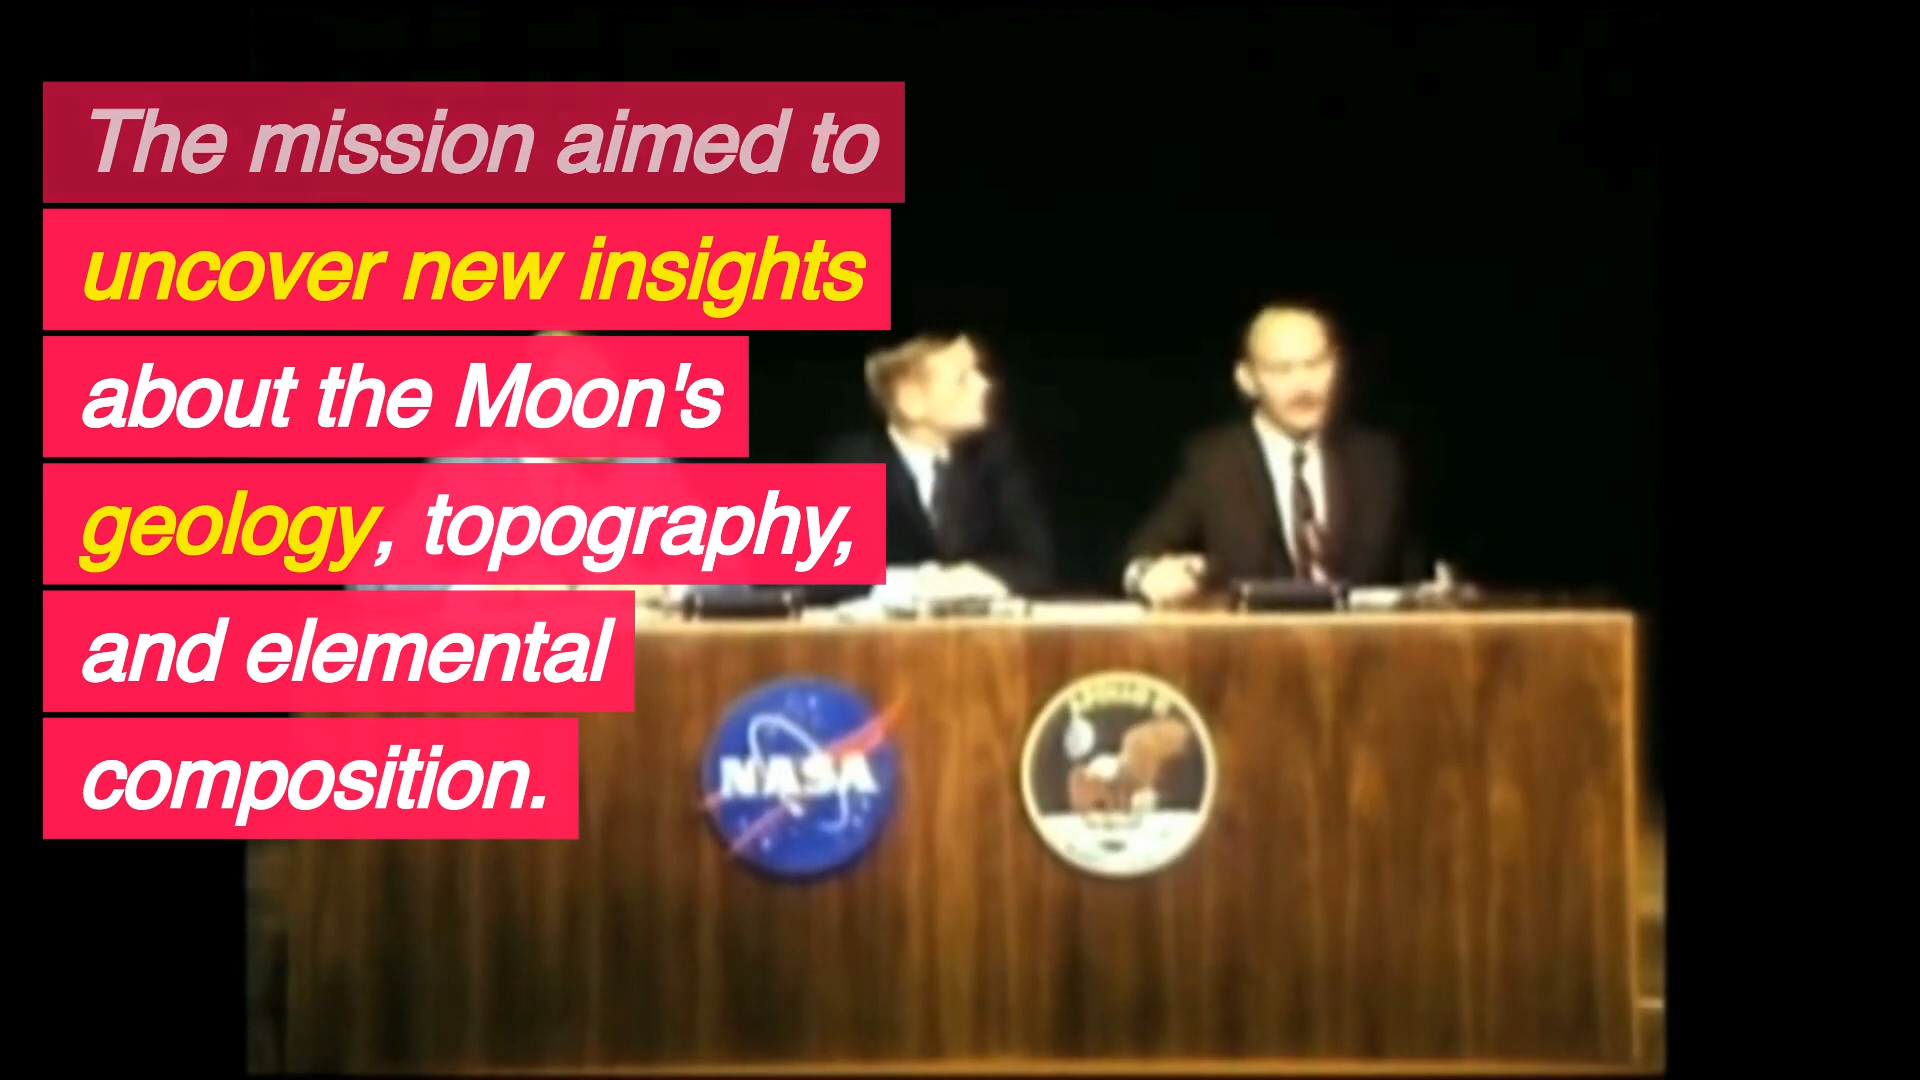 The mission aimed to
uncover new insights
about the Moon's
geology, topography,
and elemental
composition.
NASA